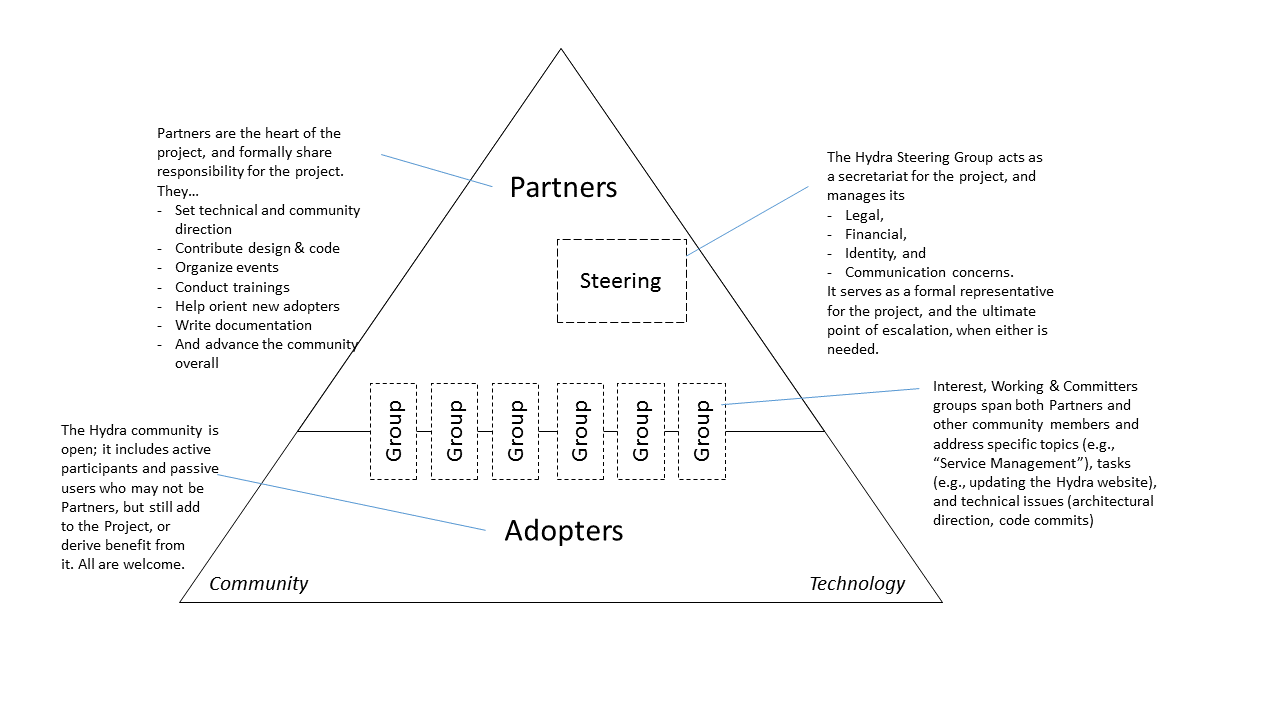 Partners are the heart of the
project, and formally share
responsibility for the project.
They…
- Set technical and community
direction
- Contribute design & code
- Organize events
- Conduct trainings
- Help orient new adopters
- Write documentation
- And advance the community
overall
Partners
Steering
The Hydra Steering Group acts as
a secretariat for the project, and
manages its
- Legal,
- Financial,
- Identity, and
- Communication concerns.
It serves as a formal representative
for the project, and the ultimate
point of escalation, when either is
needed.
Group
Group
Group
Group
Group
Group
Interest, Working & Committers
groups span both Partners and
other community members and
address specific topics (e.g.,
“Service Management”), tasks
(e.g., updating the Hydra website),
and technical issues (architectural
direction, code commits)
The Hydra community is
open; it includes active
participants and passive
users who may not be
Partners, but still add
to the Project, or
derive benefit from
it. All are welcome.
Adopters
Community
Technology